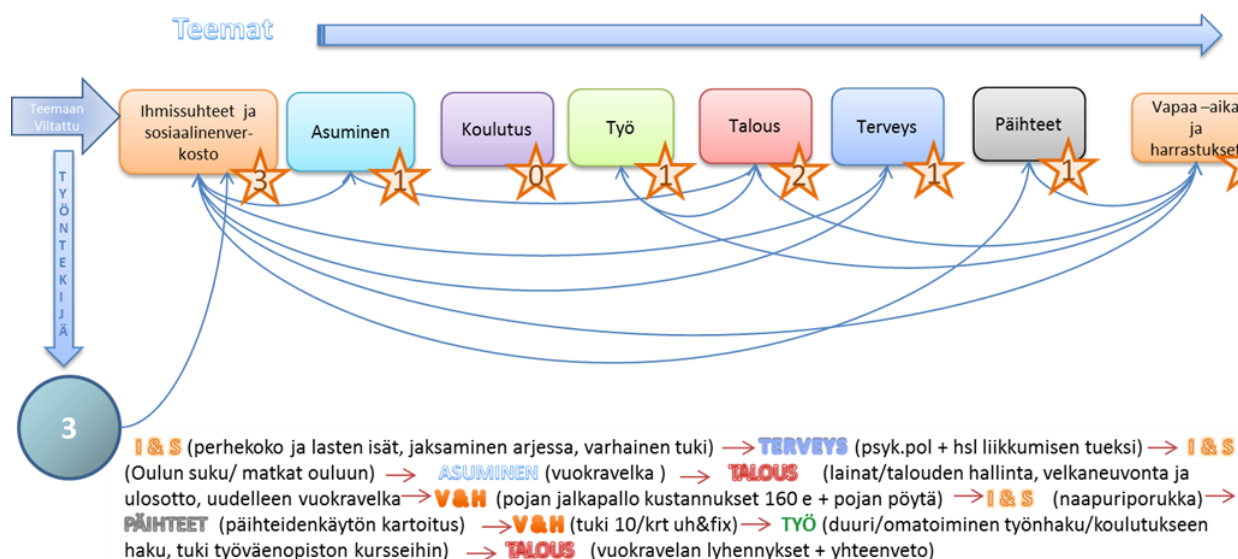 Teemat
Teemaan
Viitattu
Ihmissuhteet ja
sosiaalinenver-
kosto
3
Asuminen
1
Koulutus
0
Työ
1
Talous
2
Terveys
1
Päihteet
1
Vapaa –aika
ja
harrastukset
TYÖNTEKIJÄ
3
I & S (perhekoko ja lasten isät, jaksaminen arjessa, varhainen tuki) → TERVEYS (psyk.pol + hsl liikkumisen tueksi) → I & S
(Oulun suku/ matkat ouluun) → ASUMINEN (vuokravelka ) → TALOUS (lainat/talouden hallinta, velkaneuvonta ja
ulosotto, uudelleen vuokravelka → V & H (pojan jalkapallo kustannukset 160 e + pojan pöytä) → I & S (naapuriporukka) →
PÄIHTEET (päihteidenkäytön kartoitus) → V & H (tuki 10/krt uh&fix) → TYÖ (duuri/omatoiminen työnhaku/koulutukseen
haku, tuki työväenopiston kursseihin) → TALOUS (vuokravelan lyhennykset + yhteenveto)